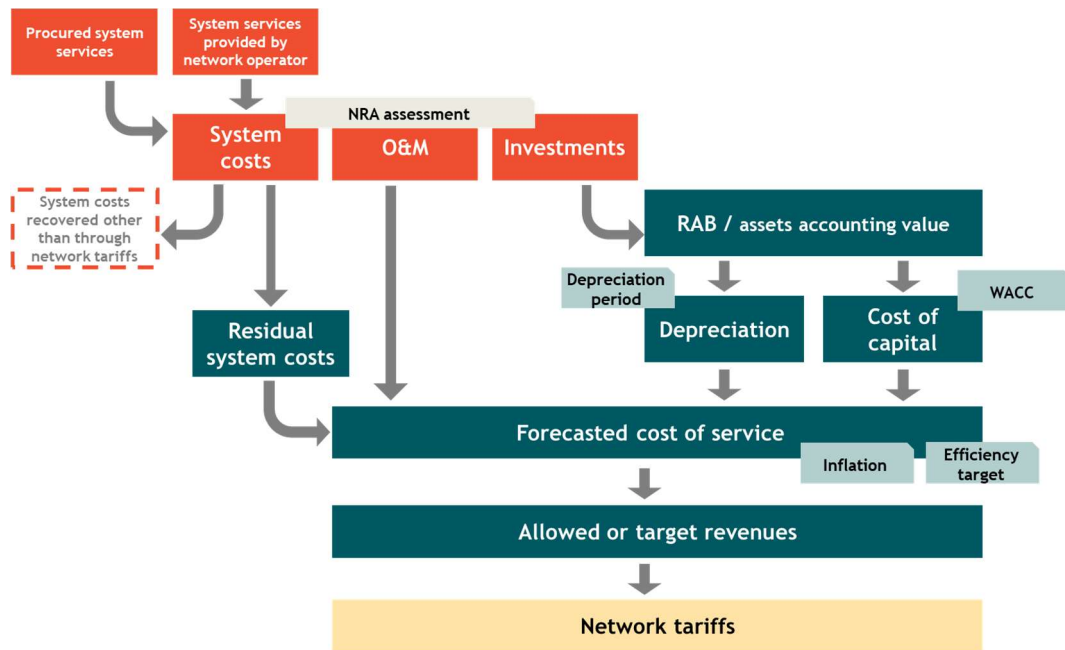 Procured system
services
System services
provided by
network operator
NRA assessment
System
costs
O&M
Investments
System costs
recovered other
than through
network tariffs
RAB / assets accounting value
Depreciation
period
WACC
Residual
system costs
Depreciation
Cost of
capital
Forecasted cost of service
Inflation
Efficiency
target
Allowed or target revenues
Network tariffs